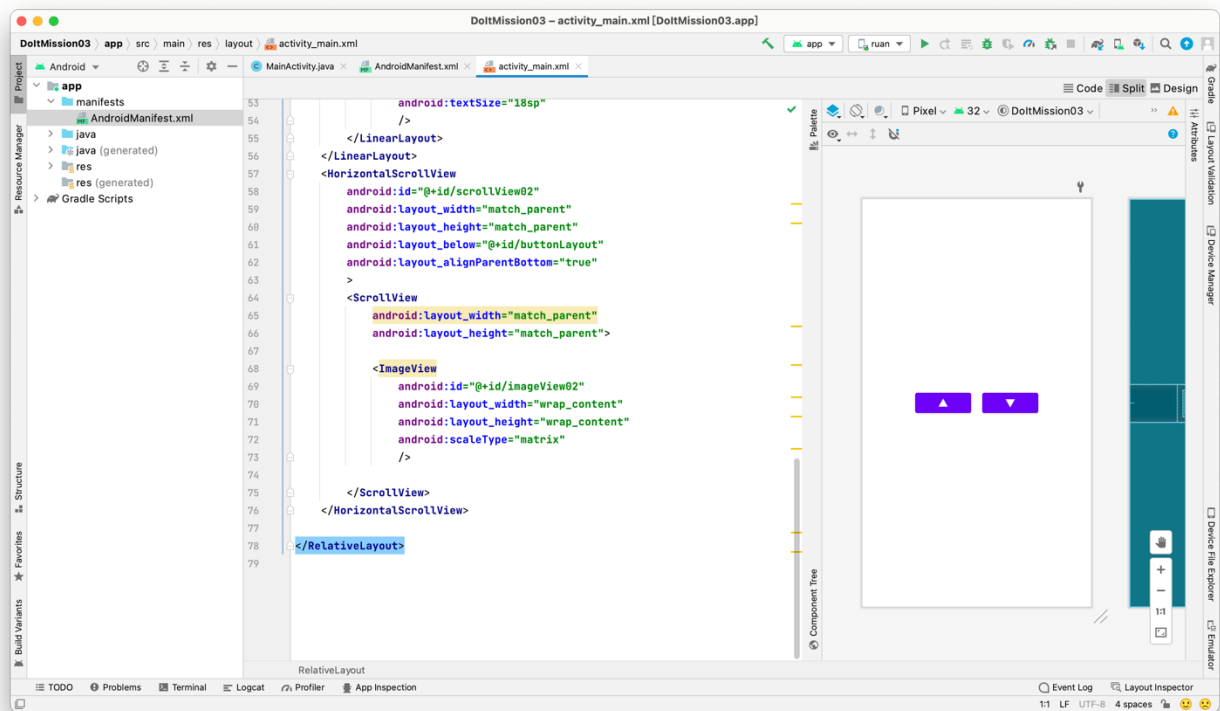 DoItMission03 – activity_main.xml [DoItMission03.app]
DoItMission03 〉 app 〉 src 〉 main 〉 res 〉 layout 〉 activity_main.xml
app
ruan
Android
MainActivity.java
AndroidManifest.xml
activity_main.xml
Code
Split
Design
Project
Resource Manager
Structure
Favorites
Build Variants
app
manifests
AndroidManifest.xml
java
java (generated)
res
res (generated)
Gradle Scripts
53 android:textSize="18sp"
54 />
55 </LinearLayout>
56 </LinearLayout>
57 <HorizontalScrollView
58 android:id="@+id/scrollView02"
59 android:layout_width="match_parent"
60 android:layout_height="match_parent"
61 android:layout_below="@+id/buttonLayout"
62 android:layout_alignParentBottom="true"
63 >
64 <ScrollView
65 android:layout_width="match_parent"
66 android:layout_height="match_parent">
67
68 <ImageView
69 android:id="@+id/imageView02"
70 android:layout_width="wrap_content"
71 android:layout_height="wrap_content"
72 android:scaleType="matrix"
73 />
74
75 </ScrollView>
76 </HorizontalScrollView>
77
78 </RelativeLayout>
79
RelativeLayout
Palette
Component Tree
Pixel
32
DoItMission03
▲
▼
1:1
Attributes
Gradle
Layout Validation
Device Manager
Device File Explorer
Emulator
TODO
Problems
Terminal
Logcat
Profiler
App Inspection
Event Log
Layout Inspector
1:1 LF UTF-8 4 spaces